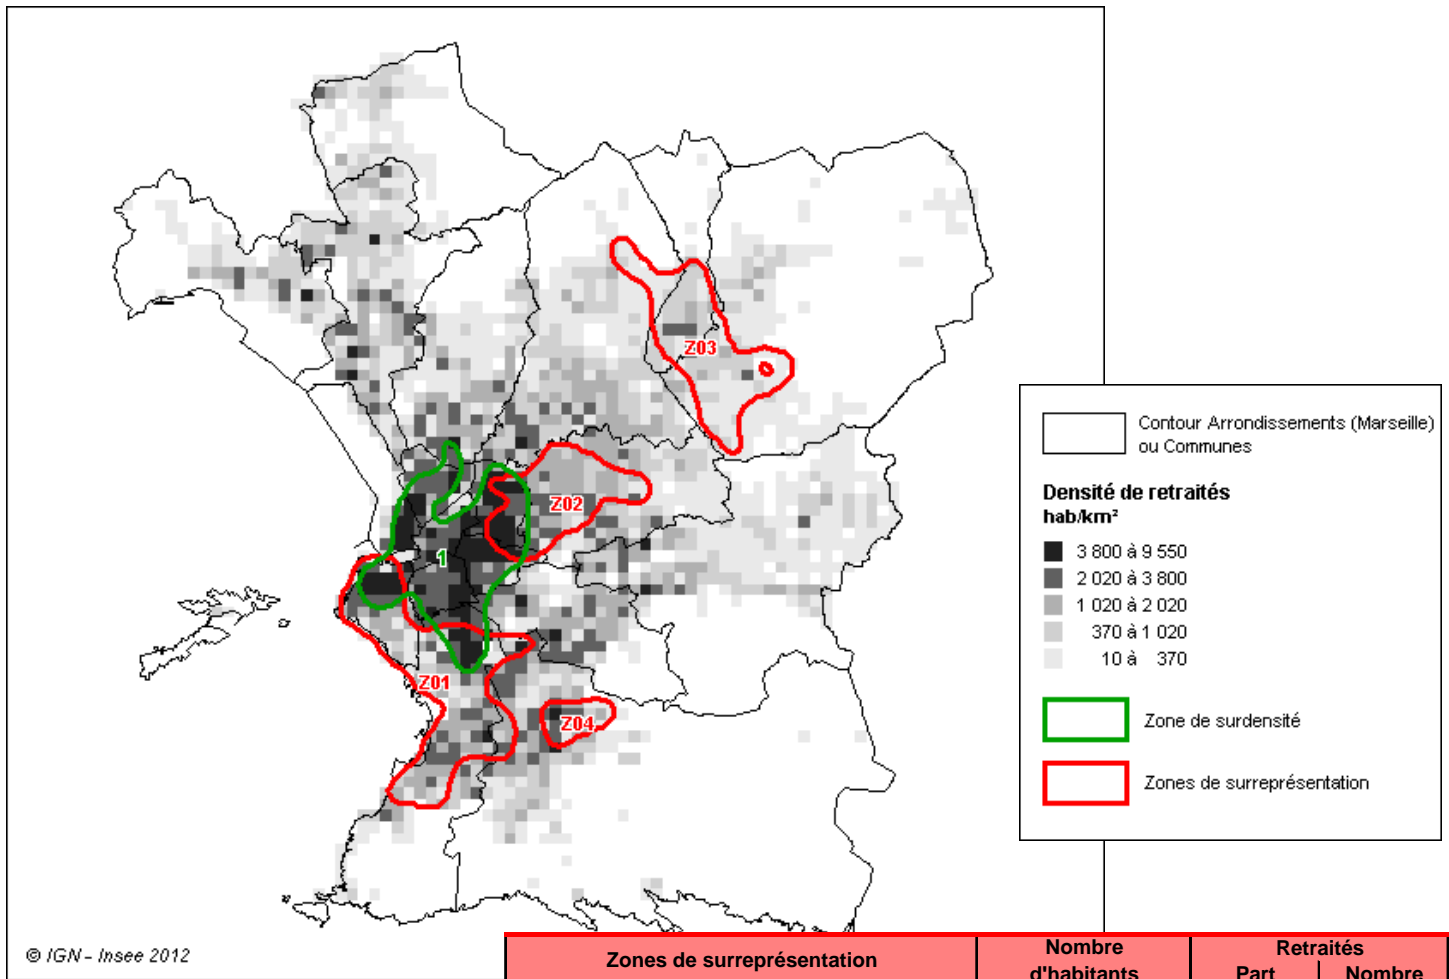 Z03
Z02
1
Z01
Z04
Contour Arrondissements (Marseille)
ou Communes
Densité de retraités
hab/km²
3 800 à 9 550
2 020 à 3 800
1 020 à 2 020
370 à 1 020
10 à 370
Zone de surdensité
Zones de surreprésentation
© IGN - Insee 2012
Zones de surreprésentation
Nombre
d'habitants
Retraités
Part
Nombre